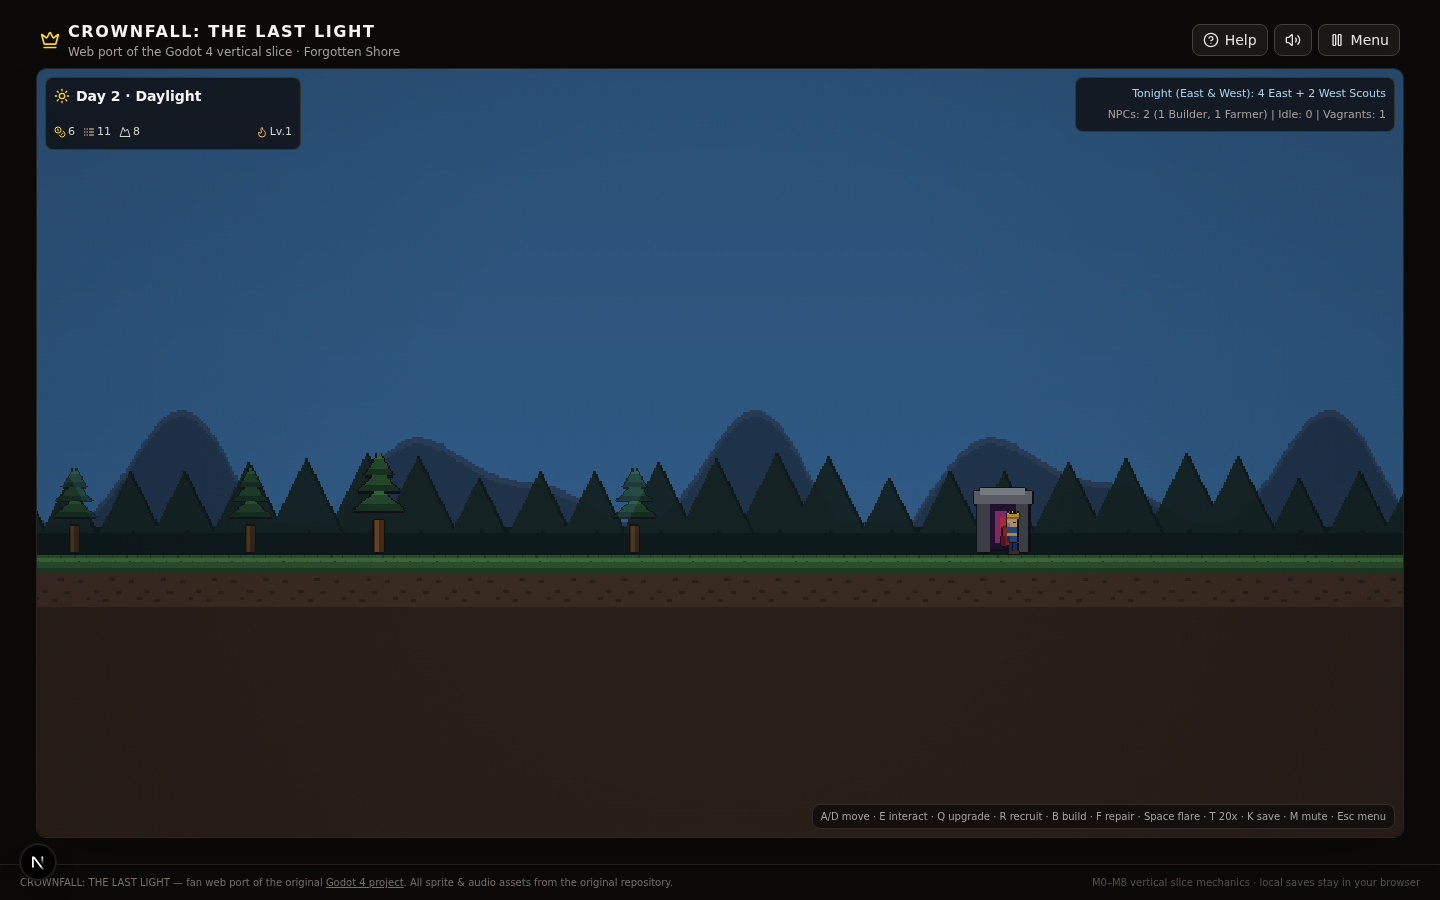 CROWNFALL: THE LAST LIGHT
Web port of the Godot 4 vertical slice · Forgotten Shore
Help
Menu
Day 2 · Daylight
6 11 8 Lv.1
Tonight (East & West): 4 East + 2 West Scouts
NPCs: 2 (1 Builder, 1 Farmer) | Idle: 0 | Vagrants: 1
A/D move · E interact · Q upgrade · R recruit · B build · F repair · Space flare · T 20x · K save · M mute · Esc menu
N
CROWNFALL: THE LAST LIGHT — fan web port of the original Godot 4 project. All sprite & audio assets from the original repository.
M0–M8 vertical slice mechanics · local saves stay in your browser